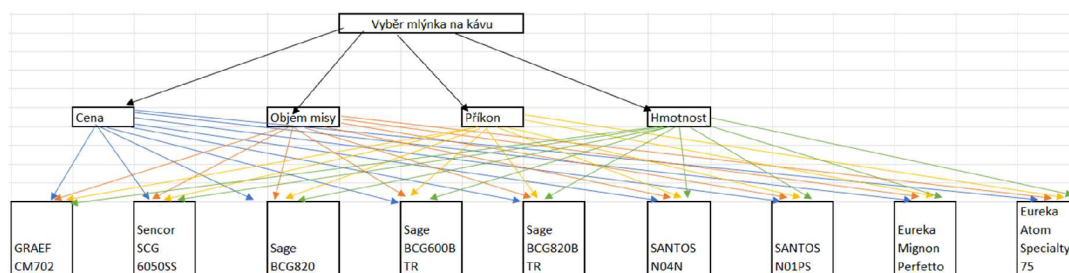 Vyběr mlýnka na kávu
Cena
Objem misy
Příkon
Hmotnost
GRAEF
CM702
Sencor
SCG
6050SS
Sage
BCG820
Sage
BCG600B
TR
Sage
BCG820B
TR
SANTOS
N04N
SANTOS
N01PS
Eureka
Mignon
Perfetto
Eureka
Atom
Specialty
75